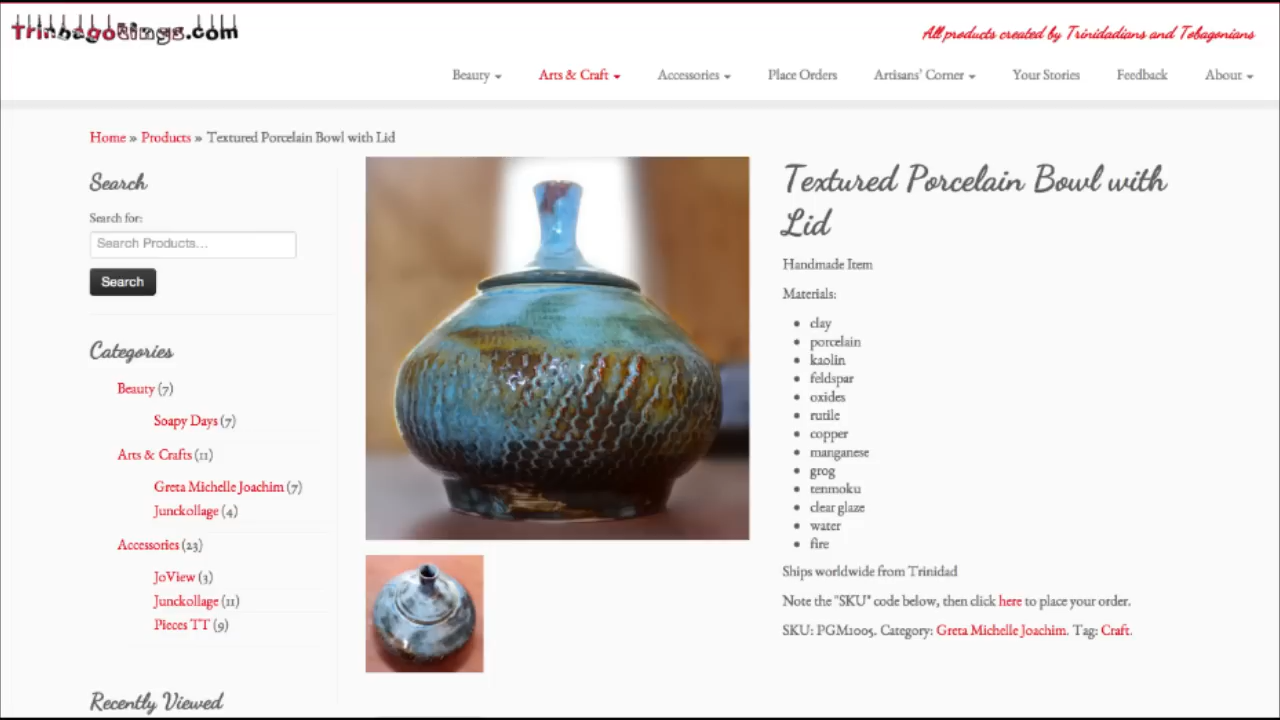 TrinbagoBlings.com
All products created by Trinidadians and Tobagonians
Beauty
Arts & Craft
Accessories
Place Orders
Artisans' Corner
Your Stories
Feedback
About
Home » Products » Textured Porcelain Bowl with Lid
Search
Search for:
Search Products...
Search
Categories
Beauty (7)
Soapy Days (7)
Arts & Crafts (11)
Greta Michelle Joachim (7)
Junckollage (4)
Accessories (23)
JoView (3)
Junckollage (11)
Pieces TT (9)
Recently Viewed
Textured Porcelain Bowl with
Lid
Handmade Item
Materials:
clay
porcelain
kaolin
feldspar
oxides
rutile
copper
manganese
grog
tenmoku
clear glaze
water
fire
Ships worldwide from Trinidad
Note the "SKU" code below, then click here to place your order.
SKU: PGM1005. Category: Greta Michelle Joachim. Tag: Craft.